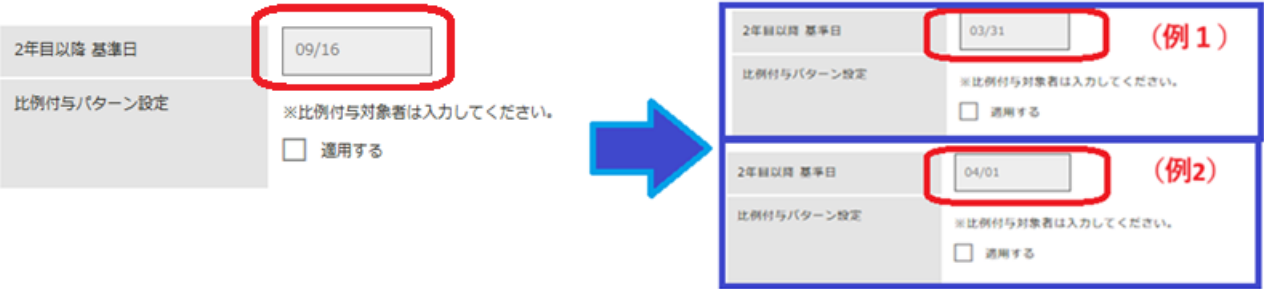 2年目以降 基準日
09/16
比例付与パターン設定
※比例付与対象者は入力してください。
適用する
2年目以降 基準日
03/31
（例１）
比例付与パターン設定
※比例付与対象者は入力してください。
適用する
2年目以降 基準日
04/01
（例2）
比例付与パターン設定
※比例付与対象者は入力してください。
適用する